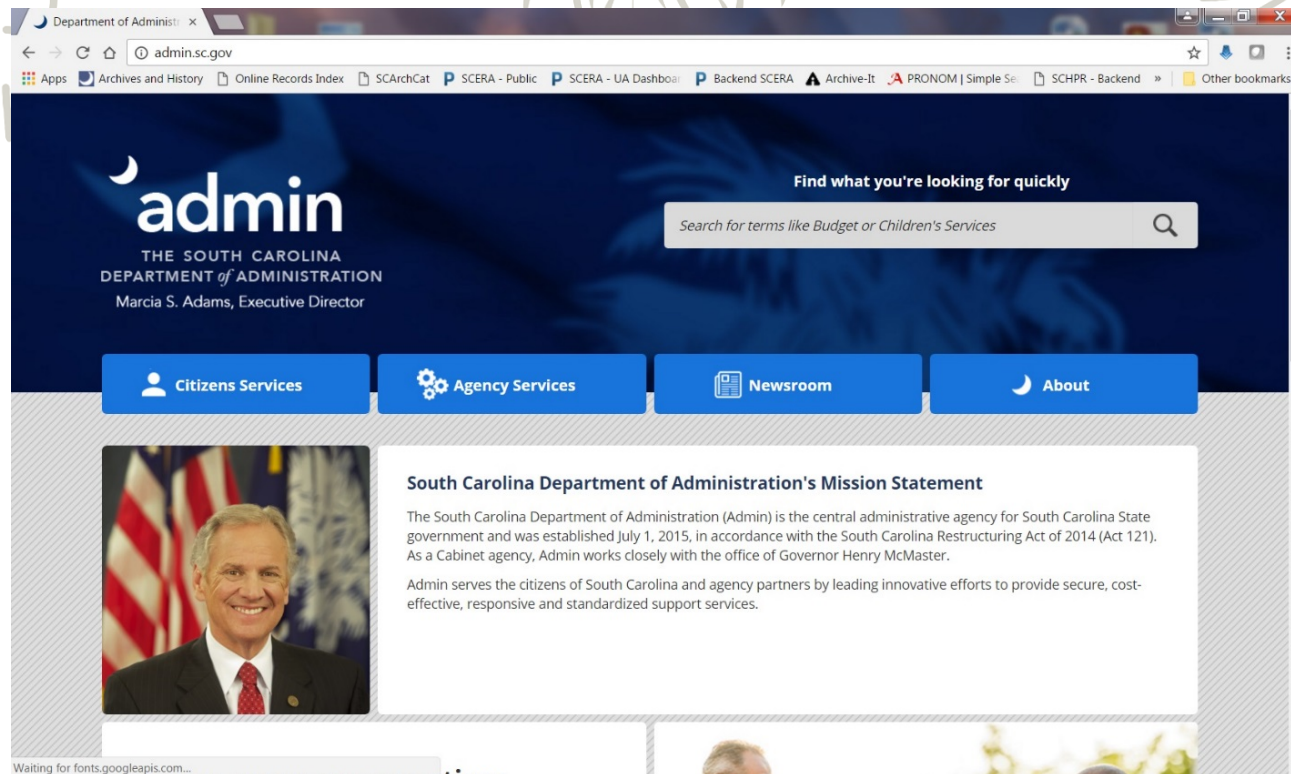 Department of Administr
admin.sc.gov
Apps Archives and History Online Records Index SCArchCat SCERA - Public SCERA - UA Dashboar Backend SCERA Archive-It PRONOM | Simple Se SCHPR - Backend » Other bookmarks
admin
THE SOUTH CAROLINA
DEPARTMENT of ADMINISTRATION
Marcia S. Adams, Executive Director
Find what you're looking for quickly
Search for terms like Budget or Children's Services
Citizens Services
Agency Services
Newsroom
About
South Carolina Department of Administration's Mission Statement
The South Carolina Department of Administration (Admin) is the central administrative agency for South Carolina State
government and was established July 1, 2015, in accordance with the South Carolina Restructuring Act of 2014 (Act 121).
As a Cabinet agency, Admin works closely with the office of Governor Henry McMaster.
Admin serves the citizens of South Carolina and agency partners by leading innovative efforts to provide secure, cost-
effective, responsive and standardized support services.
Waiting for fonts.googleapis.com...